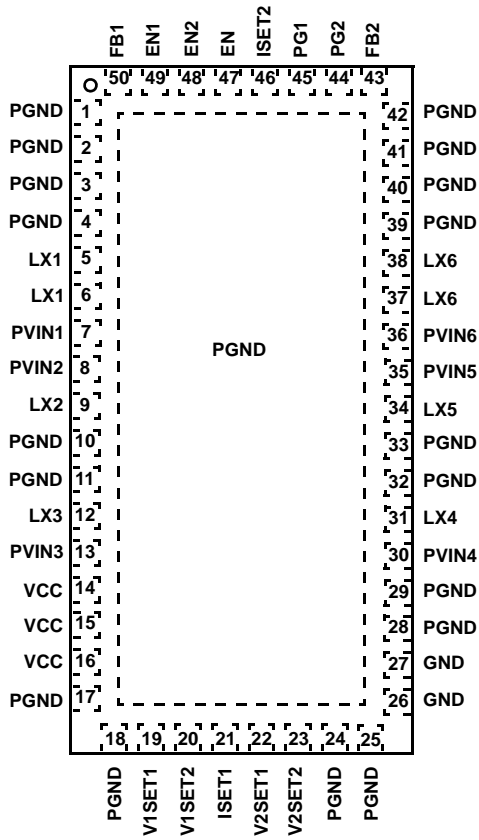 FB1 EN1 EN2 EN ISET2 PG1 PG2 FB2
50 49 48 47 46 45 44 43
PGND 1 42 PGND
PGND 2 41 PGND
PGND 3 40 PGND
PGND 4 39 PGND
LX1 5 38 LX6
LX1 6 37 LX6
PVIN1 7 36 PVIN6
PGND
PVIN2 8 35 PVIN5
LX2 9 34 LX5
PGND 10 33 PGND
PGND 11 32 PGND
LX3 12 31 LX4
PVIN3 13 30 PVIN4
VCC 14 29 PGND
VCC 15 28 PGND
VCC 16 27 GND
PGND 17 26 GND
18 19 20 21 22 23 24 25
PGND V1SET1 V1SET2 ISET1 V2SET1 V2SET2 PGND PGND